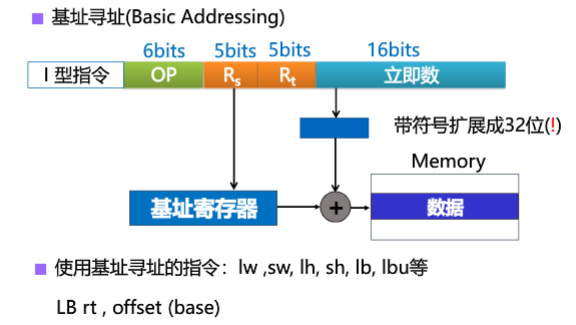 基址寻址(Basic Addressing)
6bits 5bits 5bits 16bits
I 型指令 OP Rs Rt 立即数
带符号扩展成32位(!)
Memory
基址寄存器 + 数据
使用基址寻址的指令：lw ,sw, lh, sh, lb, lbu等
LB rt , offset (base)